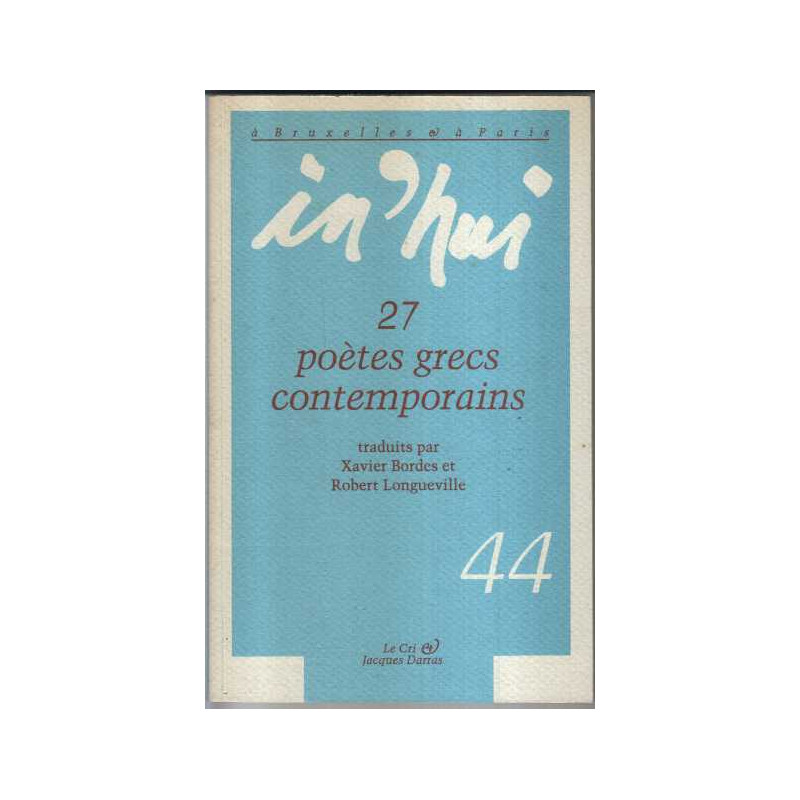 à Bruxelles & à Paris
in'hui
27
poètes grecs
contemporains
traduits par
Xavier Bordes et
Robert Longueville
44
Le Cri &
Jacques Darras